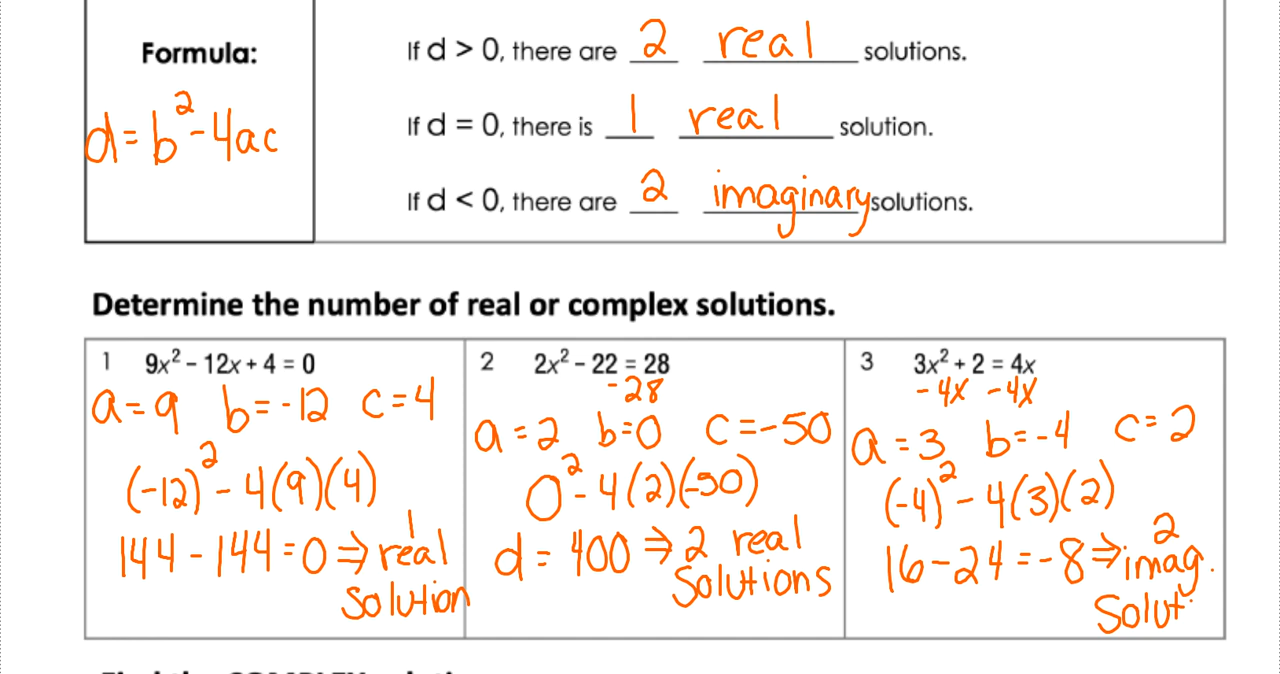 Formula:
d = b² - 4ac
If d > 0, there are 2 real solutions.
If d = 0, there is 1 real solution.
If d < 0, there are 2 imaginary solutions.
Determine the number of real or complex solutions.
1 9x² – 12x + 4 = 0
a = 9 b = -12 c = 4
(-12)² - 4(9)(4)
144 - 144 = 0 ⇒ 1 real
solution
2 2x² – 22 = 28
-28
a = 2 b = 0 c = -50
0² - 4(2)(-50)
d = 400 ⇒ 2 real
solutions
3 3x² + 2 = 4x
- 4x - 4x
a = 3 b = -4 c = 2
(-4)² - 4(3)(2)
16 - 24 = -8 ⇒ 2 imag.
Solut.